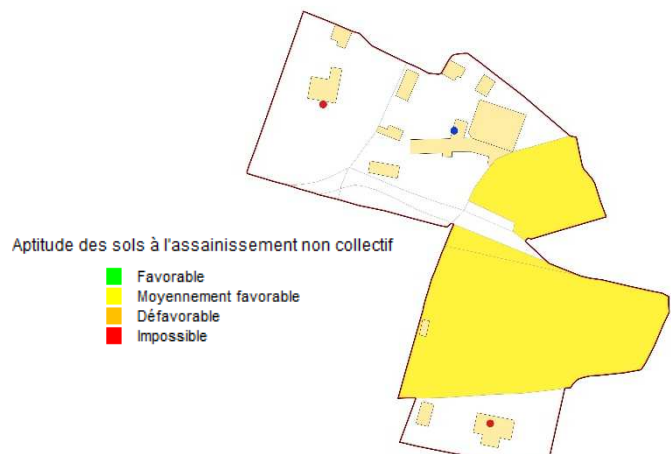 Aptitude des sols à l'assainissement non collectif
Favorable
Moyennement favorable
Défavorable
Impossible